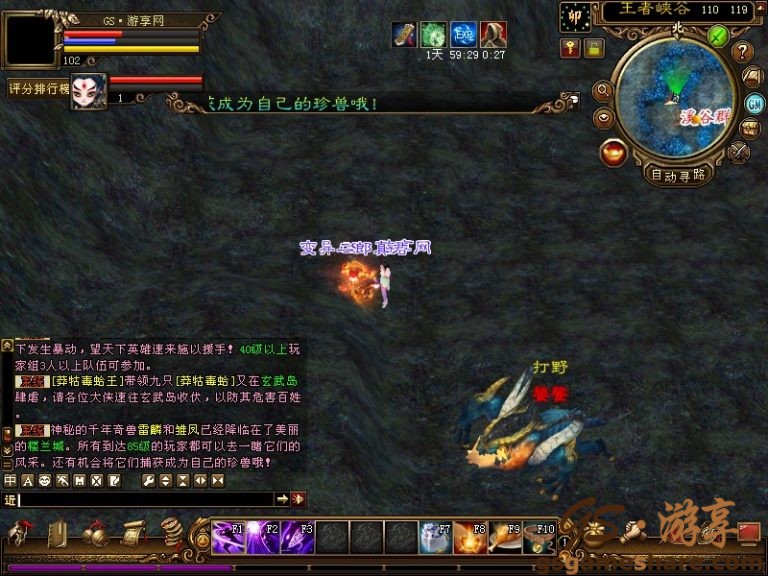 GS·游享网
102
评分排行榜
1
成为自己的珍兽哦!
1天 59:29 0:27
王者峡谷 110 119
北
GM
溪谷群
自动寻路
打野
饕餮
下发生暴动,望天下英雄速来施以援手!40级以上玩
家组3人以上队伍可参加。
系统[莽牯毒蛤王]带领九只[莽牯毒蛤]又在玄武岛
肆虐,请各位大侠速往玄武岛收伏,以防其危害百姓
。
系统神秘的千年奇兽雷麟和雏凤已经降临在了美丽
的楼兰城。所有到达85级的玩家都可以去一睹它们的
风采。还有机会将它们捕获成为自己的珍兽哦!
近
F1 F2 F3 F7 F8 F9 F10
GS·游享
gsgameshare.com